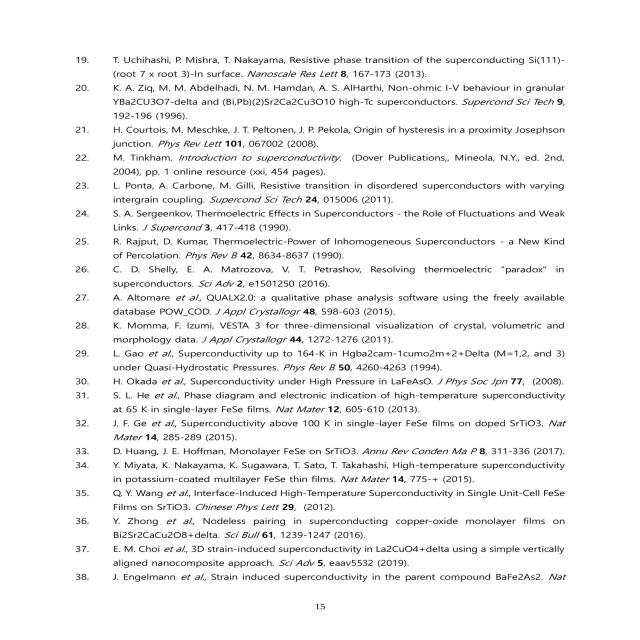 19. T. Uchihashi, P. Mishra, T. Nakayama, Resistive phase transition of the superconducting Si(111)-
(root 7 x root 3)-In surface. Nanoscale Res Lett 8, 167-173 (2013).
20. K. A. Ziq, M. M. Abdelhadi, N. M. Hamdan, A. S. AlHarthi, Non-ohmic I-V behaviour in granular
YBa2CU3O7-delta and (Bi,Pb)(2)Sr2Ca2Cu3O10 high-Tc superconductors. Supercond Sci Tech 9,
192-196 (1996).
21. H. Courtois, M. Meschke, J. T. Peltonen, J. P. Pekola, Origin of hysteresis in a proximity Josephson
junction. Phys Rev Lett 101, 067002 (2008).
22. M. Tinkham, Introduction to superconductivity. (Dover Publications,, Mineola, N.Y., ed. 2nd,
2004), pp. 1 online resource (xxi, 454 pages).
23. L. Ponta, A. Carbone, M. Gilli, Resistive transition in disordered superconductors with varying
intergrain coupling. Supercond Sci Tech 24, 015006 (2011).
24. S. A. Sergeenkov, Thermoelectric Effects in Superconductors - the Role of Fluctuations and Weak
Links. J Supercond 3, 417-418 (1990).
25. R. Rajput, D. Kumar, Thermoelectric-Power of Inhomogeneous Superconductors - a New Kind
of Percolation. Phys Rev B 42, 8634-8637 (1990).
26. C. D. Shelly, E. A. Matrozova, V. T. Petrashov, Resolving thermoelectric "paradox" in
superconductors. Sci Adv 2, e1501250 (2016).
27. A. Altomare et al., QUALX2.0: a qualitative phase analysis software using the freely available
database POW_COD. J Appl Crystallogr 48, 598-603 (2015).
28. K. Momma, F. Izumi, VESTA 3 for three-dimensional visualization of crystal, volumetric and
morphology data. J Appl Crystallogr 44, 1272-1276 (2011).
29. L. Gao et al., Superconductivity up to 164-K in Hgba2cam-1cumo2m+2+Delta (M=1,2, and 3)
under Quasi-Hydrostatic Pressures. Phys Rev B 50, 4260-4263 (1994).
30. H. Okada et al., Superconductivity under High Pressure in LaFeAsO. J Phys Soc Jpn 77, (2008).
31. S. L. He et al., Phase diagram and electronic indication of high-temperature superconductivity
at 65 K in single-layer FeSe films. Nat Mater 12, 605-610 (2013).
32. J. F. Ge et al., Superconductivity above 100 K in single-layer FeSe films on doped SrTiO3. Nat
Mater 14, 285-289 (2015).
33. D. Huang, J. E. Hoffman, Monolayer FeSe on SrTiO3. Annu Rev Conden Ma P 8, 311-336 (2017).
34. Y. Miyata, K. Nakayama, K. Sugawara, T. Sato, T. Takahashi, High-temperature superconductivity
in potassium-coated multilayer FeSe thin films. Nat Mater 14, 775-+ (2015).
35. Q. Y. Wang et al., Interface-Induced High-Temperature Superconductivity in Single Unit-Cell FeSe
Films on SrTiO3. Chinese Phys Lett 29, (2012).
36. Y. Zhong et al., Nodeless pairing in superconducting copper-oxide monolayer films on
Bi2Sr2CaCu2O8+delta. Sci Bull 61, 1239-1247 (2016).
37. E. M. Choi et al., 3D strain-induced superconductivity in La2CuO4+delta using a simple vertically
aligned nanocomposite approach. Sci Adv 5, eaav5532 (2019).
38. J. Engelmann et al., Strain induced superconductivity in the parent compound BaFe2As2. Nat
15